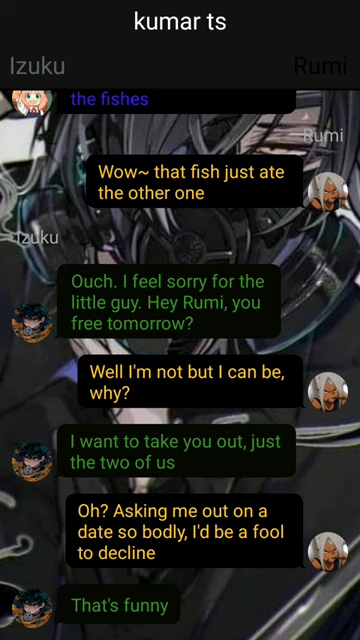 kumar ts
Izuku
Rumi
the fishes
Rumi
Wow~ that fish just ate
the other one
Izuku
Ouch. I feel sorry for the
little guy. Hey Rumi, you
free tomorrow?
Well I'm not but I can be,
why?
I want to take you out, just
the two of us
Oh? Asking me out on a
date so bodly, I'd be a fool
to decline
That's funny